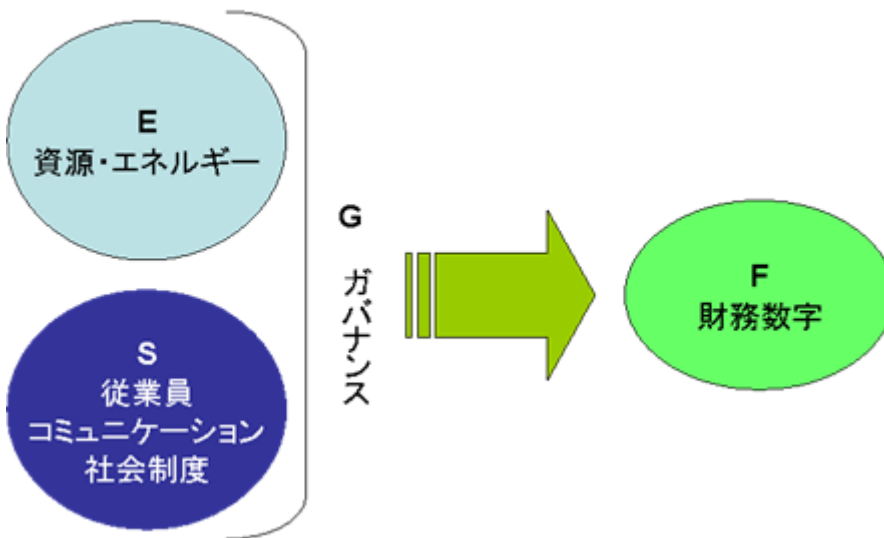 E
資源・エネルギー
S
従業員
コミュニケーション
社会制度
G
ガバナンス
F
財務数字